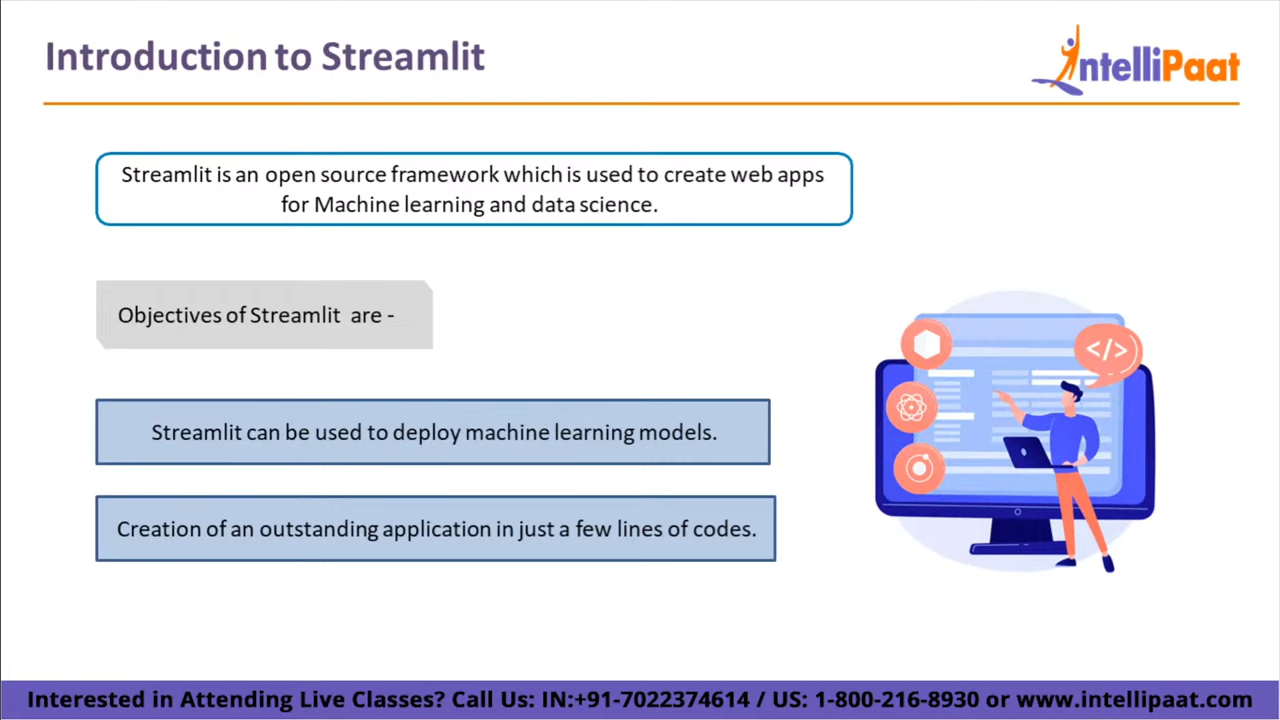 Introduction to Streamlit
IntelliPaat
Streamlit is an open source framework which is used to create web apps
for Machine learning and data science.
Objectives of Streamlit are -
</>
Streamlit can be used to deploy machine learning models.
Creation of an outstanding application in just a few lines of codes.
Interested in Attending Live Classes? Call Us: IN:+91-7022374614 / US: 1-800-216-8930 or www.intellipaat.com